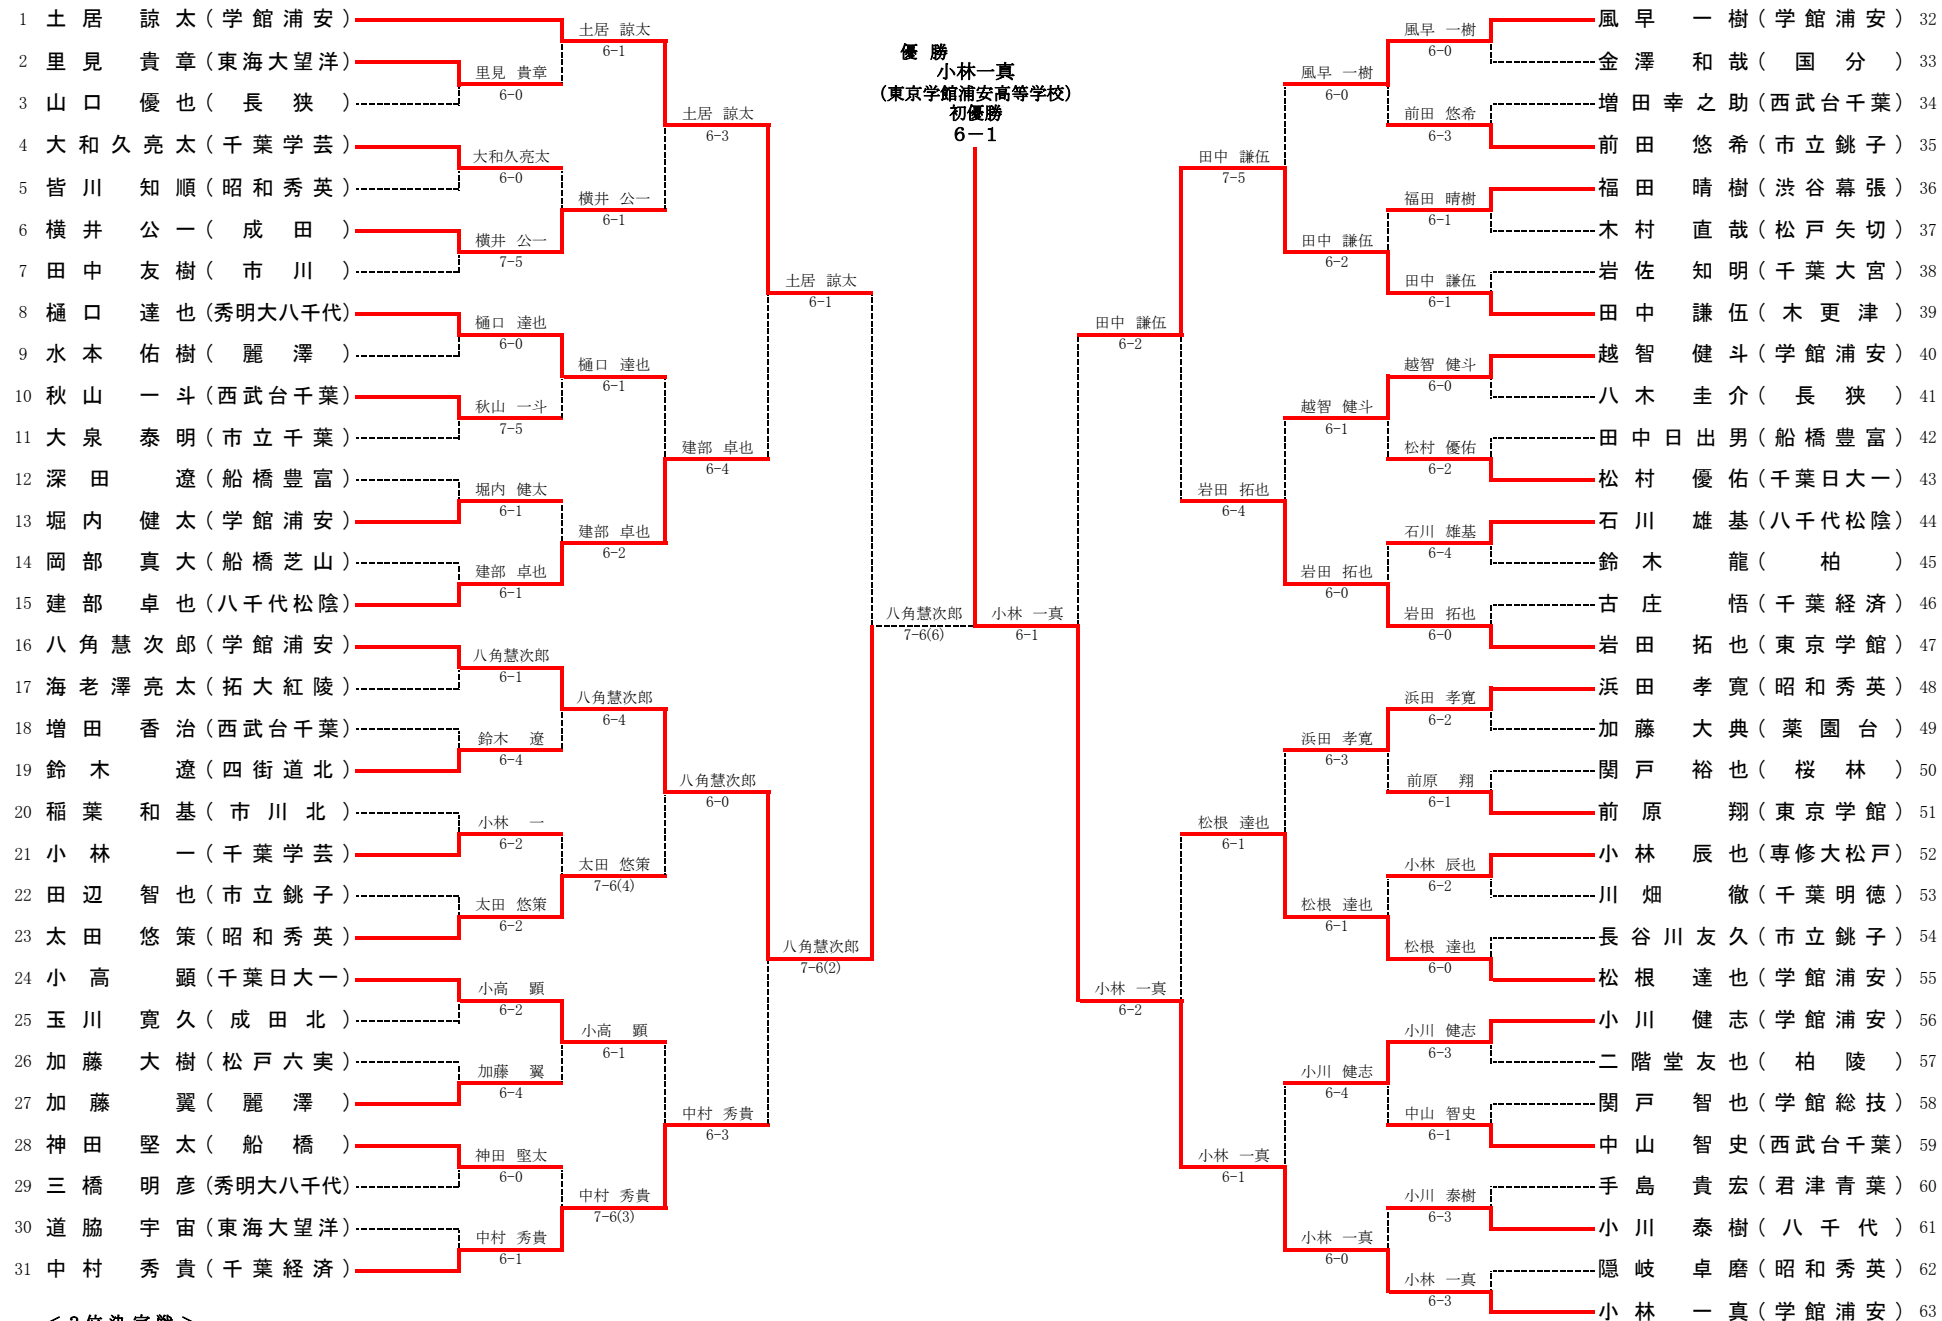 1 土居 諒太(学館浦安)
2 里見 貴章(東海大望洋)
3 山口 優也(長狭)
4 大和久亮太(千葉学芸)
5 皆川 知順(昭和秀英)
6 横井 公一(成田)
7 田中 友樹(市川)
8 樋口 達也(秀明大八千代)
9 水本 佑樹(麗澤)
10 秋山 一斗(西武台千葉)
11 大泉 泰明(市立千葉)
12 深田 遼(船橋豊富)
13 堀内 健太(学館浦安)
14 岡部 真大(船橋芝山)
15 建部 卓也(八千代松陰)
16 八角慧次郎(学館浦安)
17 海老澤亮太(拓大紅陵)
18 増田 香治(西武台千葉)
19 鈴木 遼(四街道北)
20 稲葉 和基(市川北)
21 小林 一(千葉学芸)
22 田辺 智也(市立銚子)
23 太田 悠策(昭和秀英)
24 小高 顕(千葉日大一)
25 玉川 寛久(成田北)
26 加藤 大樹(松戸六実)
27 加藤 翼(麗澤)
28 神田 堅太(船橋)
29 三橋 明彦(秀明大八千代)
30 道脇 宇宙(東海大望洋)
31 中村 秀貴(千葉経済)
里見 貴章
6-0
大和久亮太
6-0
横井 公一
7-5
樋口 達也
6-0
秋山 一斗
7-5
堀内 健太
6-1
建部 卓也
6-1
八角慧次郎
6-1
鈴木 遼
6-4
小林 一
6-2
太田 悠策
6-2
小高 顕
6-2
加藤 翼
6-4
神田 堅太
6-0
中村 秀貴
6-1
土居 諒太
6-1
横井 公一
6-1
樋口 達也
6-1
建部 卓也
6-2
八角慧次郎
6-4
太田 悠策
7-6(4)
小高 顕
6-1
中村 秀貴
7-6(3)
土居 諒太
6-3
建部 卓也
6-4
八角慧次郎
6-0
中村 秀貴
6-3
土居 諒太
6-1
八角慧次郎
7-6(2)
八角慧次郎
7-6(6)
優 勝
小林一真
(東京学館浦安高等学校)
初優勝
6-1
小林 一真
6-1
田中 謙伍
6-2
小林 一真
6-2
田中 謙伍
7-5
岩田 拓也
6-4
松根 達也
6-1
小林 一真
6-1
風早 一樹
6-0
田中 謙伍
6-2
越智 健斗
6-1
岩田 拓也
6-0
浜田 孝寛
6-3
松根 達也
6-1
小川 健志
6-4
小林 一真
6-0
風早 一樹
6-0
前田 悠希
6-3
福田 晴樹
6-1
田中 謙伍
6-1
越智 健斗
6-0
松村 優佑
6-2
石川 雄基
6-4
岩田 拓也
6-0
浜田 孝寛
6-2
前原 翔
6-1
小林 辰也
6-2
松根 達也
6-0
小川 健志
6-3
中山 智史
6-1
小川 泰樹
6-3
小林 一真
6-3
風早 一樹(学館浦安) 32
金澤 和哉(国分) 33
増田幸之助(西武台千葉) 34
前田 悠希(市立銚子) 35
福田 晴樹(渋谷幕張) 36
木村 直哉(松戸矢切) 37
岩佐 知明(千葉大宮) 38
田中 謙伍(木更津) 39
越智 健斗(学館浦安) 40
八木 圭介(長狭) 41
田中日出男(船橋豊富) 42
松村 優佑(千葉日大一) 43
石川 雄基(八千代松陰) 44
鈴木 龍(柏) 45
古庄 悟(千葉経済) 46
岩田 拓也(東京学館) 47
浜田 孝寛(昭和秀英) 48
加藤 大典(薬園台) 49
関戸 裕也(桜林) 50
前原 翔(東京学館) 51
小林 辰也(専修大松戸) 52
川畑 徹(千葉明徳) 53
長谷川友久(市立銚子) 54
松根 達也(学館浦安) 55
小川 健志(学館浦安) 56
二階堂友也(柏陵) 57
関戸 智也(学館総技) 58
中山 智史(西武台千葉) 59
手島 貴宏(君津青葉) 60
小川 泰樹(八千代) 61
隠岐 卓磨(昭和秀英) 62
小林 一真(学館浦安) 63